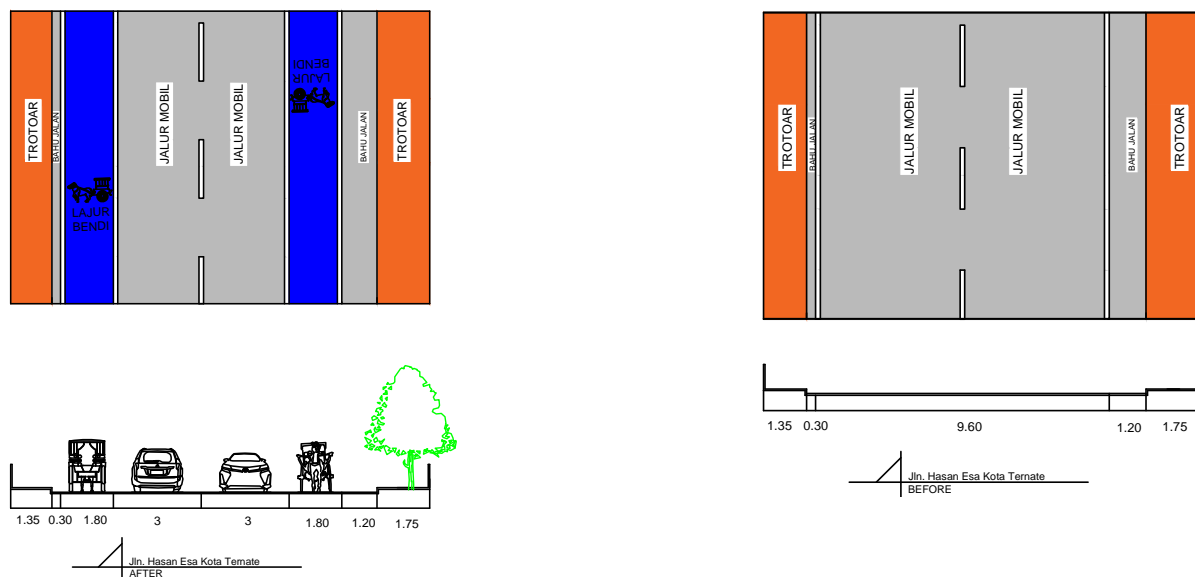 TROTOAR
BAHU JALAN
LAJUR
BENDI
JALUR MOBIL
JALUR MOBIL
LAJUR
BENDI
BAHU JALAN
TROTOAR
1.35 0.30 1.80 3 3 1.80 1.20 1.75
Jln. Hasan Esa Kota Ternate
AFTER
TROTOAR
BAHU JALAN
JALUR MOBIL
JALUR MOBIL
BAHU JALAN
TROTOAR
1.35 0.30 9.60 1.20 1.75
Jln. Hasan Esa Kota Ternate
BEFORE